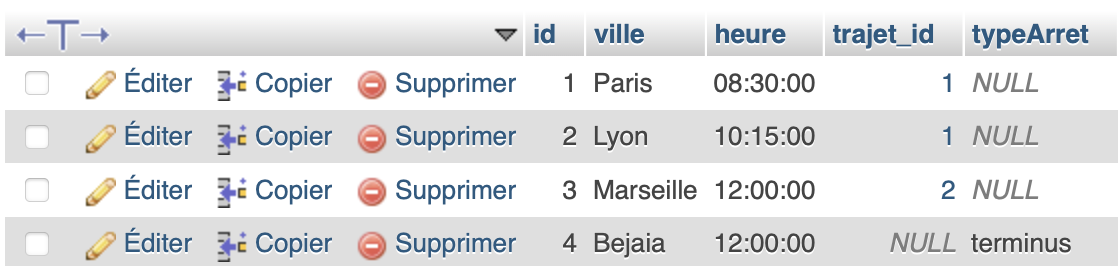 id ville heure trajet_id typeArret
Éditer Copier Supprimer 1 Paris 08:30:00 1 NULL
Éditer Copier Supprimer 2 Lyon 10:15:00 1 NULL
Éditer Copier Supprimer 3 Marseille 12:00:00 2 NULL
Éditer Copier Supprimer 4 Bejaia 12:00:00 NULL terminus